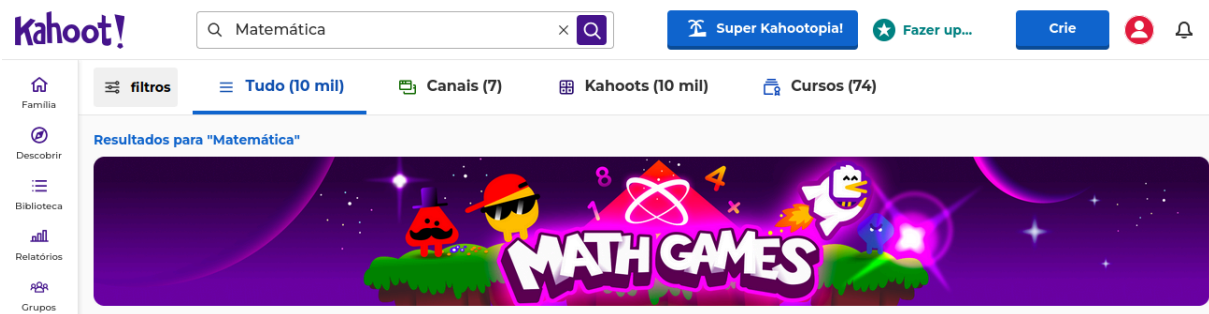 Kahoot!
Matemática
Super Kahootopia!
Fazer up...
Crie
filtros
Tudo (10 mil)
Canais (7)
Kahoots (10 mil)
Cursos (74)
Família
Descobrir
Biblioteca
Relatórios
Grupos
Resultados para "Matemática"
8
4
1
x
MATH GAMES